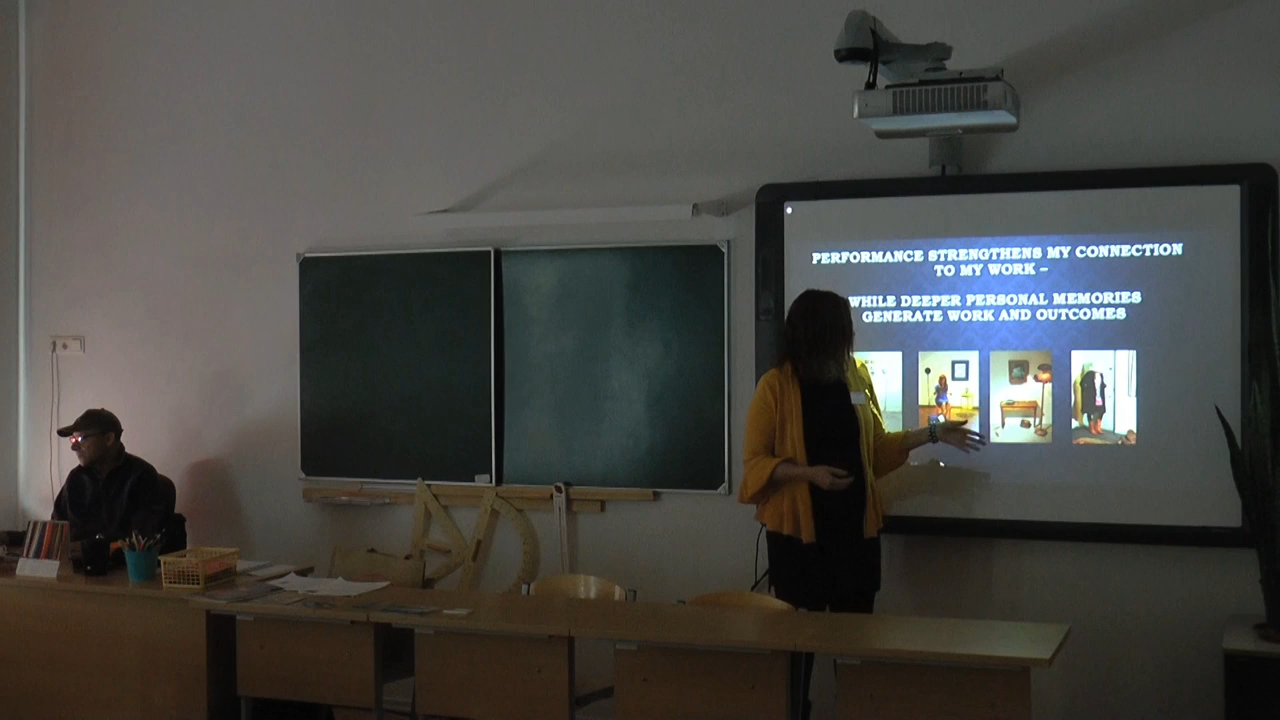 PERFORMANCE STRENGTHENS MY CONNECTION
TO MY WORK –
WHILE DEEPER PERSONAL MEMORIES
GENERATE WORK AND OUTCOMES